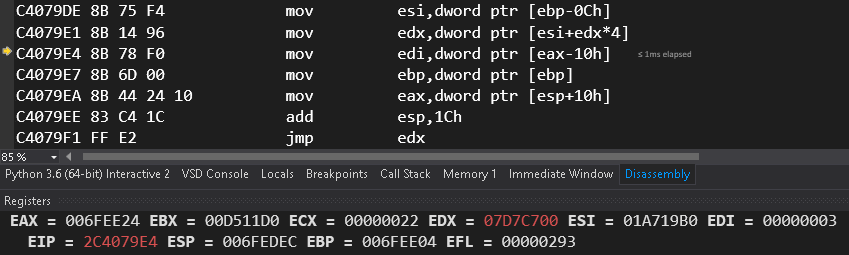 C4079DE 8B 75 F4 mov esi,dword ptr [ebp-0Ch]
C4079E1 8B 14 96 mov edx,dword ptr [esi+edx*4]
C4079E4 8B 78 F0 mov edi,dword ptr [eax-10h] ≤ 1ms elapsed
C4079E7 8B 6D 00 mov ebp,dword ptr [ebp]
C4079EA 8B 44 24 10 mov eax,dword ptr [esp+10h]
C4079EE 83 C4 1C add esp,1Ch
C4079F1 FF E2 jmp edx
85 %
Python 3.6 (64-bit) Interactive 2 VSD Console Locals Breakpoints Call Stack Memory 1 Immediate Window Disassembly
Registers
EAX = 006FEE24 EBX = 00D511D0 ECX = 00000022 EDX = 07D7C700 ESI = 01A719B0 EDI = 00000003
EIP = 2C4079E4 ESP = 006FEDEC EBP = 006FEE04 EFL = 00000293